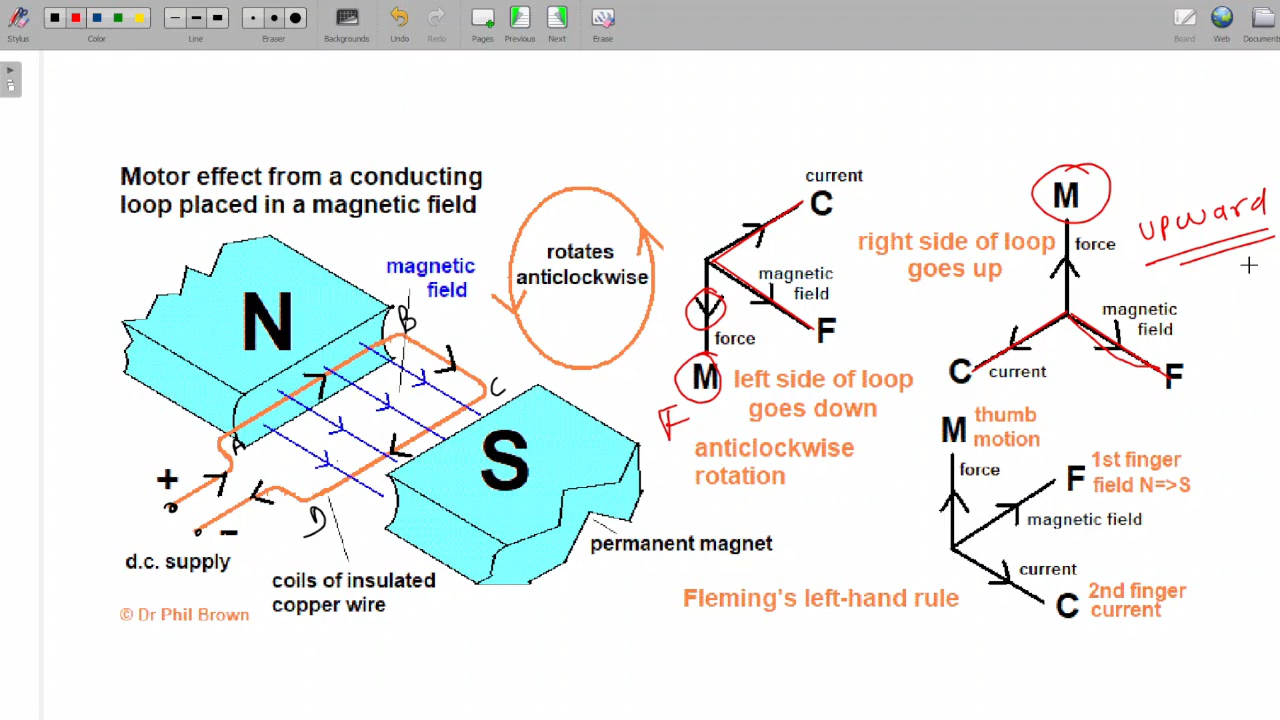 Stylus
Color
Line
Eraser
Backgrounds
Undo
Redo
Pages
Previous
Next
Erase
Board
Web
Documents
Motor effect from a conducting
loop placed in a magnetic field
N
S
magnetic
field
rotates
anticlockwise
A
B
C
D
+
-
d.c. supply
coils of insulated
copper wire
permanent magnet
© Dr Phil Brown
current
C
magnetic
field
F
force
M
F
left side of loop
goes down
anticlockwise
rotation
right side of loop
goes up
M
force
upward
magnetic
field
F
C
current
M
thumb
motion
force
F
1st finger
field N=>S
magnetic field
current
C
2nd finger
current
Fleming's left-hand rule